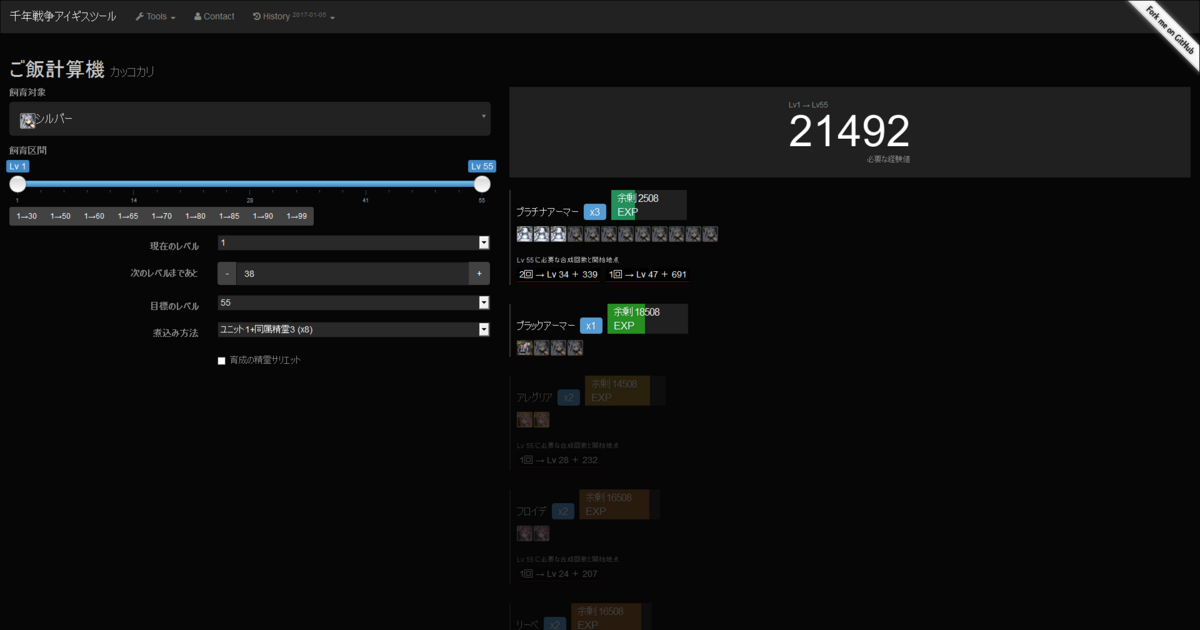 千年戦争アイギスツール
Tools
Contact
History 2017-01-05
Fork me on GitHub
ご飯計算機 カッコカリ
飼育対象
シルバー
飼育区間
Lv 1
Lv 55
1 14 28 41 55
1→30 1→50 1→60 1→65 1→70 1→80 1→85 1→90 1→99
現在のレベル 1
次のレベルまであと - 38 +
目標のレベル 55
煮込み方法 ユニット1+同属精霊3 (x8)
育成の精霊サリエット
Lv1 → Lv55
21492
必要な経験値
プラチナアーマー x3 余剰 2508
EXP
Lv 55 に必要な合成回数と開始地点
2回 → Lv 34 + 339 1回 → Lv 47 + 691
ブラックアーマー x1 余剰 18508
EXP
アレグリア x2 余剰 14508
EXP
Lv 55 に必要な合成回数と開始地点
1回 → Lv 28 + 232
フロイデ x2 余剰 16508
EXP
Lv 55 に必要な合成回数と開始地点
1回 → Lv 24 + 207
リーベ x2 余剰 16508
EXP